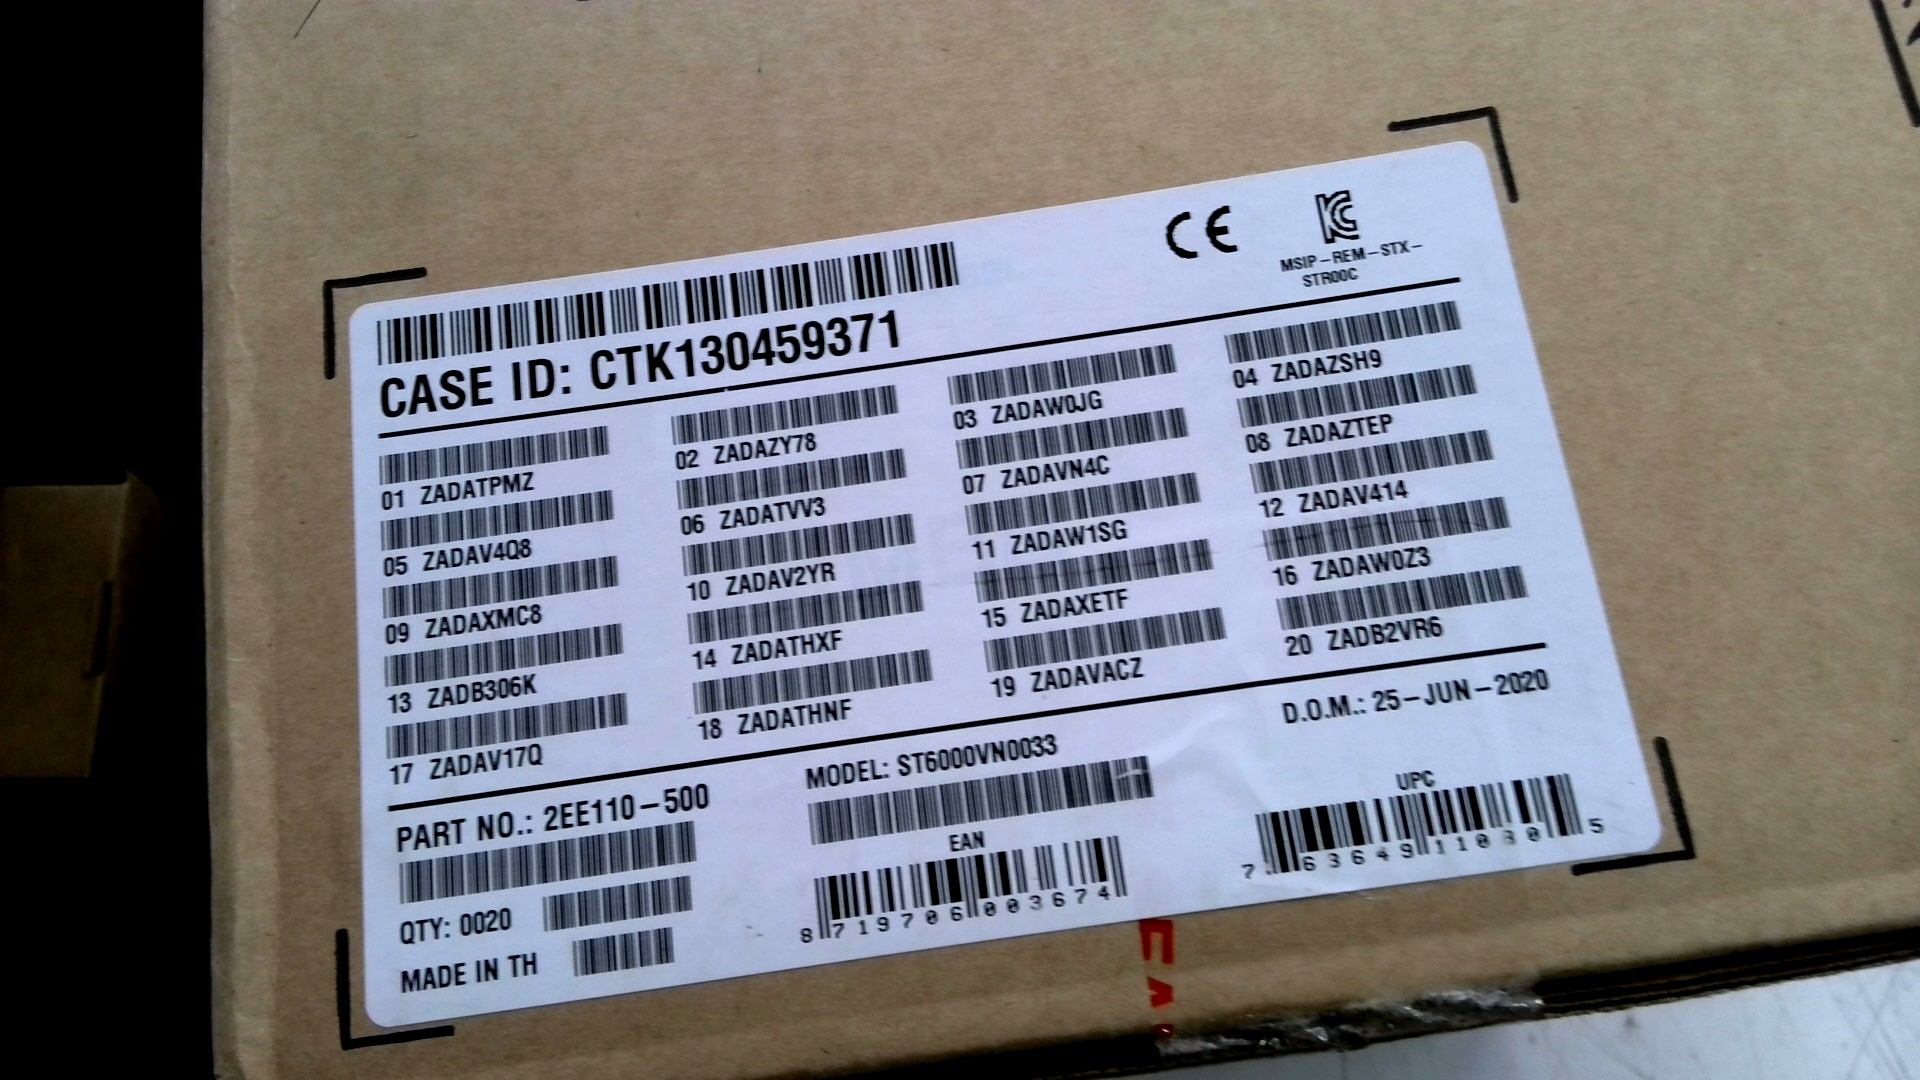 CE
MSIP-REM-STX-
STR00C
CASE ID: CTK130459371
01 ZADATPMZ
02 ZADAZY78
03 ZADAW0JG
04 ZADAZSH9
05 ZADAV4Q8
06 ZADATVV3
07 ZADAVN4C
08 ZADAZTEP
09 ZADAXMC8
10 ZADAV2YR
11 ZADAW1SG
12 ZADAV414
13 ZADB306K
14 ZADATHXF
15 ZADAXETF
16 ZADAW0Z3
17 ZADAV17Q
18 ZADATHNF
19 ZADAVACZ
20 ZADB2VR6
PART NO.: 2EE110-500
MODEL: ST6000VN0033
D.O.M.: 25-JUN-2020
QTY: 0020
MADE IN TH
EAN
8 719706 003674
UPC
7 63649 11030 5